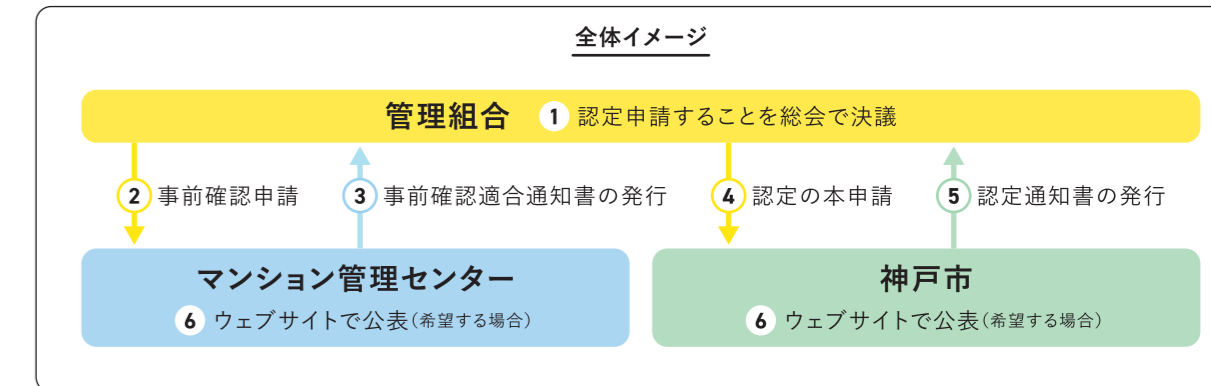 全体イメージ
管理組合 1 認定申請することを総会で決議
2 事前確認申請 3 事前確認適合通知書の発行 4 認定の本申請 5 認定通知書の発行
マンション管理センター
6 ウェブサイトで公表(希望する場合)
神戸市
6 ウェブサイトで公表(希望する場合)